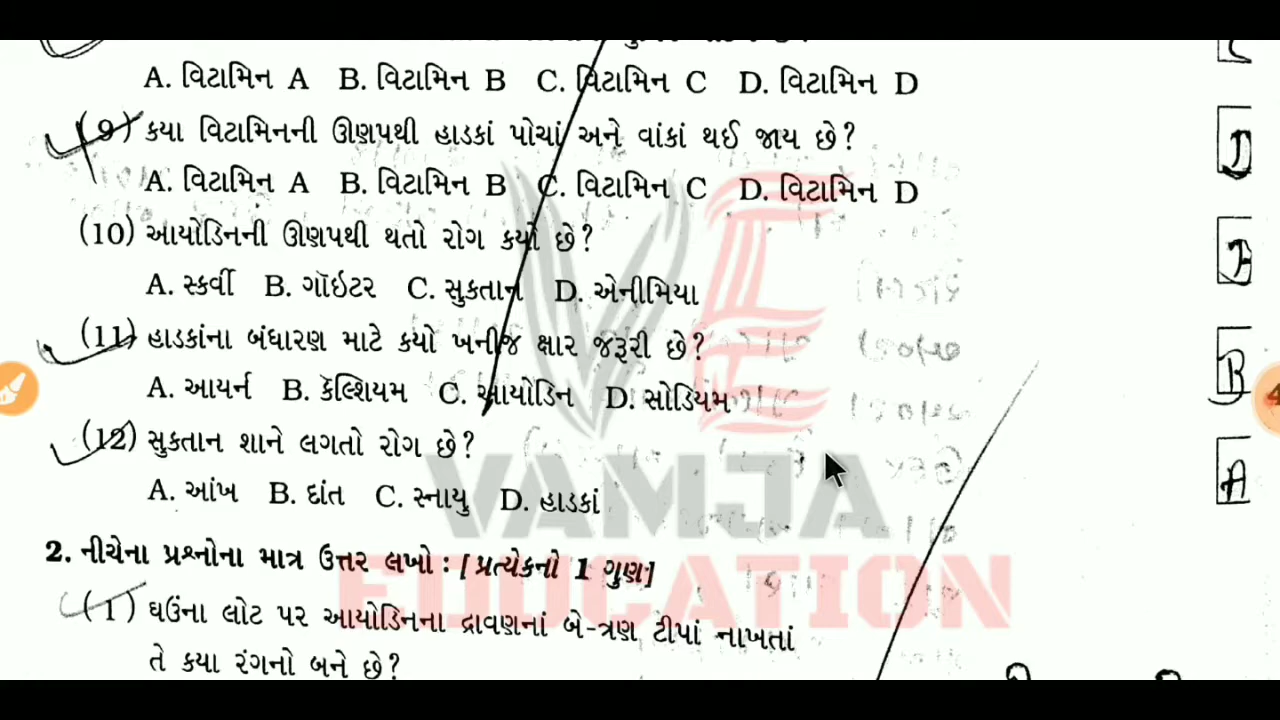 A. વિટામિન A B. વિટામિન B C. વિટામિન C D. વિટામિન D
(9) કયા વિટામિનની ઊણપથી હાડકાં પોચાં અને વાંકાં થઈ જાય છે?
D
A. વિટામિન A B. વિટામિન B C. વિટામિન C D. વિટામિન D
(10) આયોડિનની ઊણપથી થતો રોગ કયો છે?
B
A. સ્કર્વી B. ગૉઇટર C. સુકતાન D. એનીમિયા
(11) હાડકાંના બંધારણ માટે કયો ખનીજ ક્ષાર જરૂરી છે?
B
A. આયર્ન B. કૅલ્શિયમ C. આયોડિન D. સોડિયમ
(12) સુકતાન શાને લગતો રોગ છે?
A
A. આંખ B. દાંત C. સ્નાયુ D. હાડકાં
VAMJA
EDUCATION
2. નીચેના પ્રશ્નોના માત્ર ઉત્તર લખો : [પ્રત્યેકનો 1 ગુણ]
(1) ઘઉંના લોટ પર આયોડિનના દ્રાવણનાં બે-ત્રણ ટીપાં નાખતાં
તે કયા રંગનો બને છે?